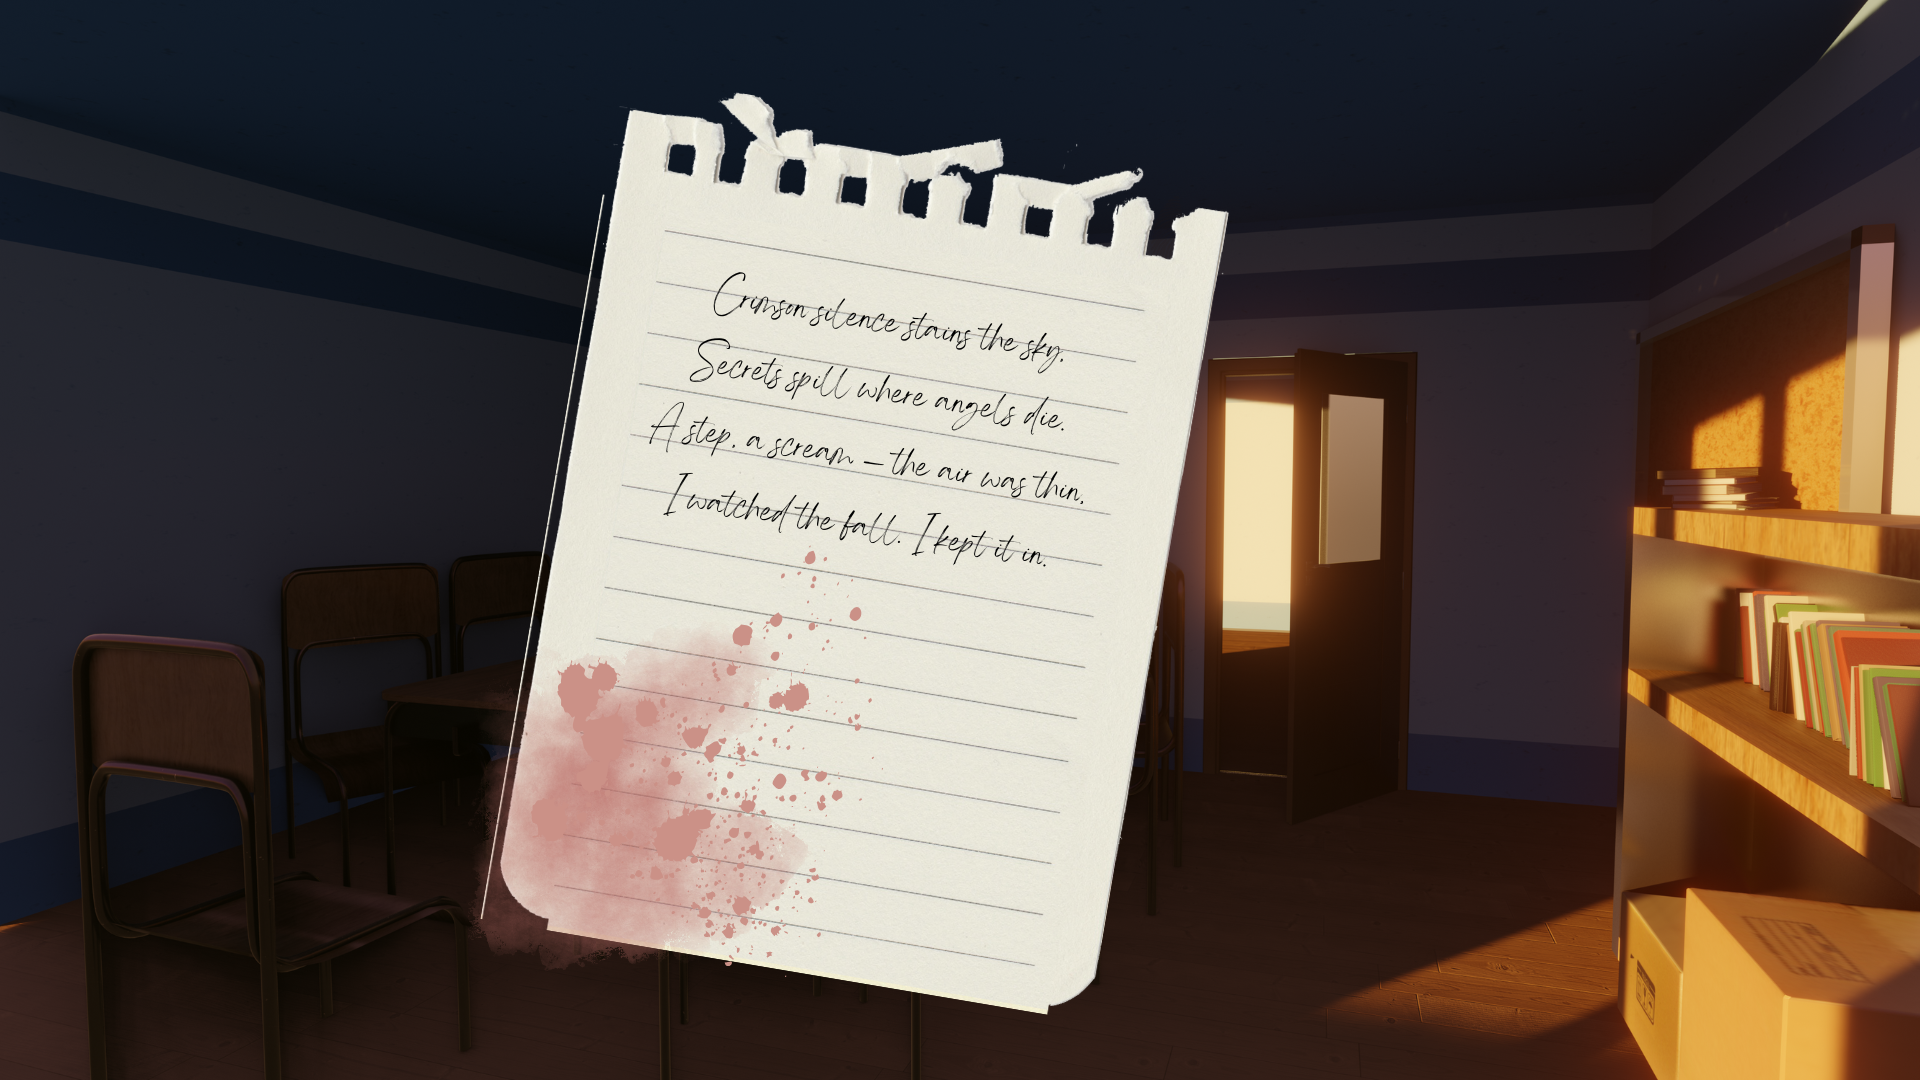 Crimson silence stains the sky.
Secrets spill where angels die.
A step, a scream – the air was thin.
I watched the fall. I kept it in.